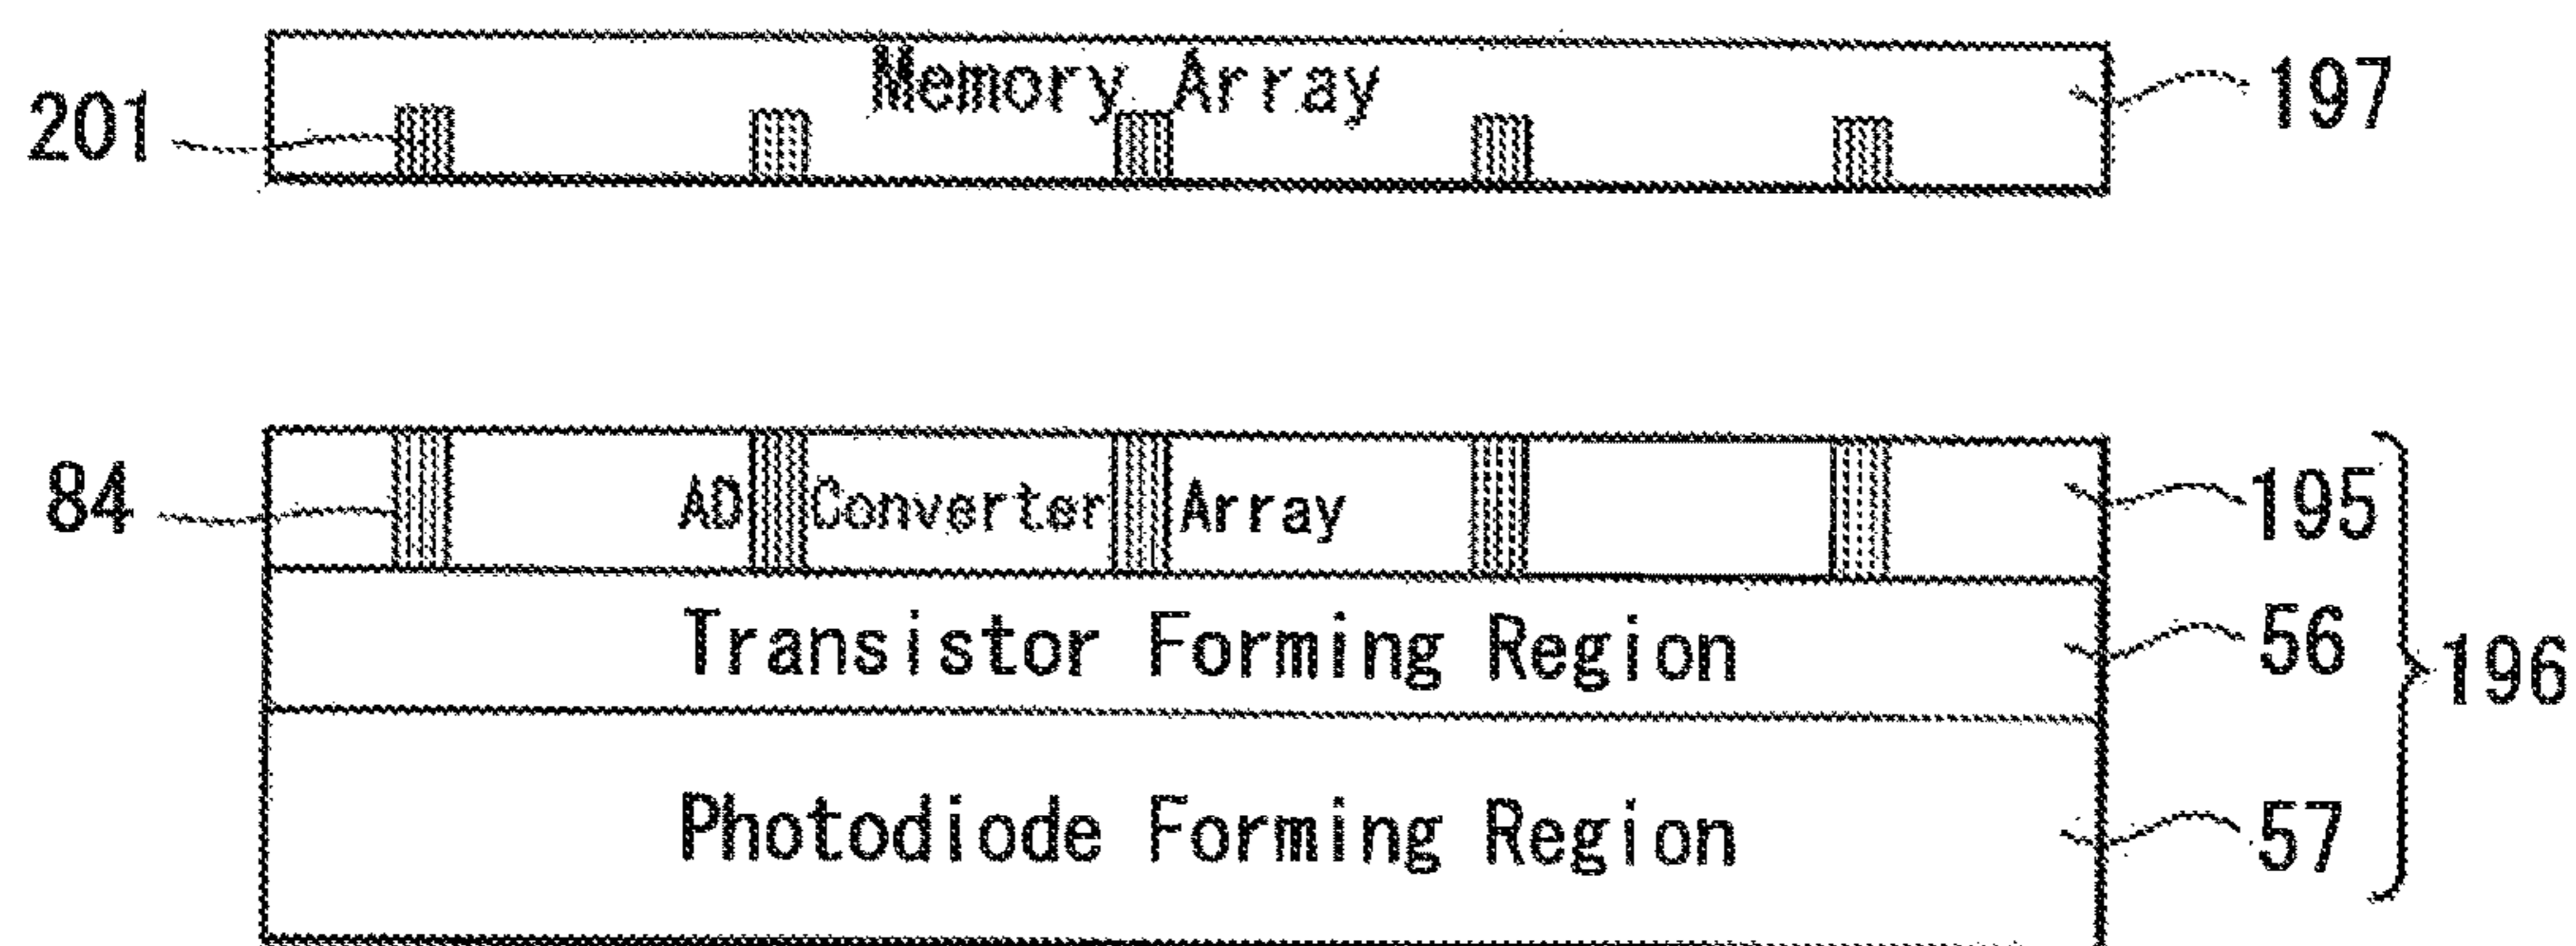 Memory Array
201
197
84
AD Converter Array
195
Transistor Forming Region
56
196
Photodiode Forming Region
57